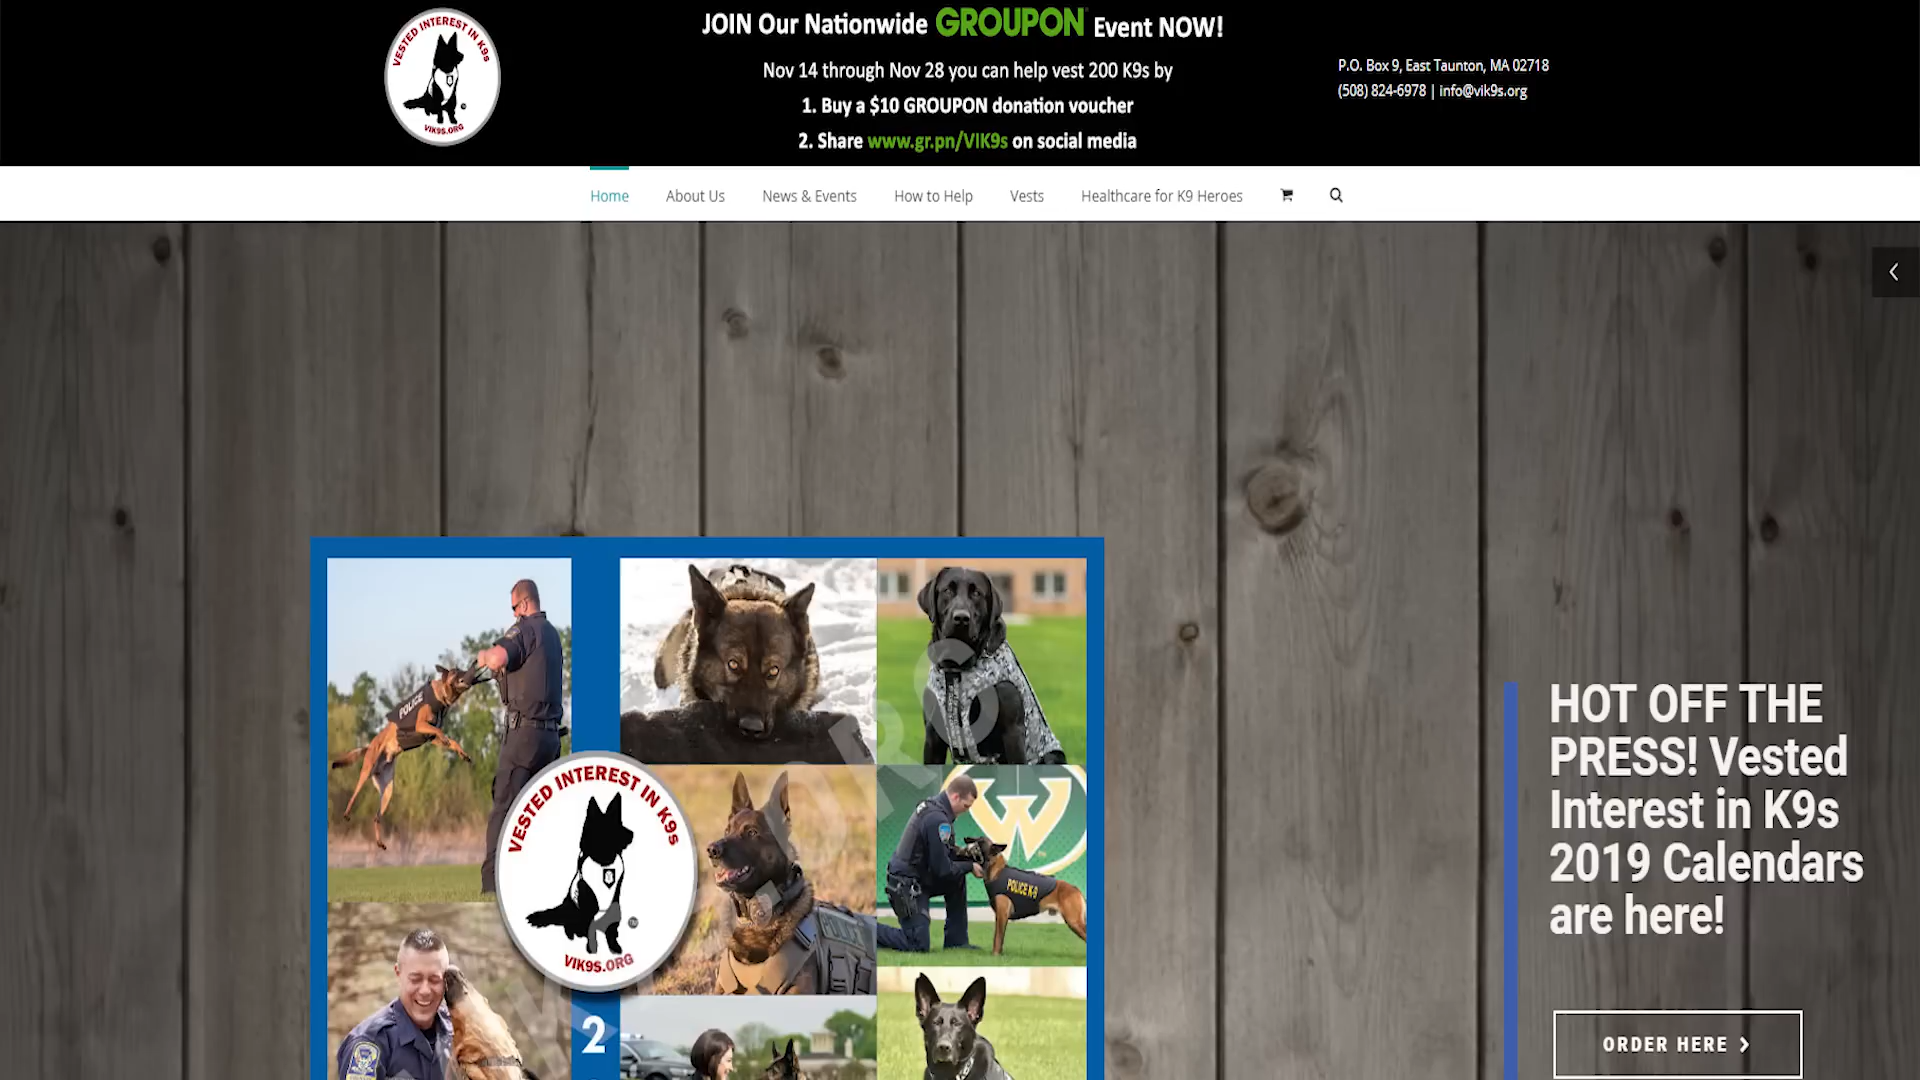 VESTED INTEREST IN K9s
VIK9S.ORG
JOIN Our Nationwide GROUPON Event NOW!
Nov 14 through Nov 28 you can help vest 200 K9s by
1. Buy a $10 GROUPON donation voucher
2. Share www.gr.pn/VIK9s on social media
P.O. Box 9, East Taunton, MA 02718
(508) 824-6978 | info@vik9s.org
Home About Us News & Events How to Help Vests Healthcare for K9 Heroes
POLICE
VESTED INTEREST IN K9s
VIK9S.ORG
W
POLICE K-9
.ORG
2
HOT OFF THE
PRESS! Vested
Interest in K9s
2019 Calendars
are here!
ORDER HERE